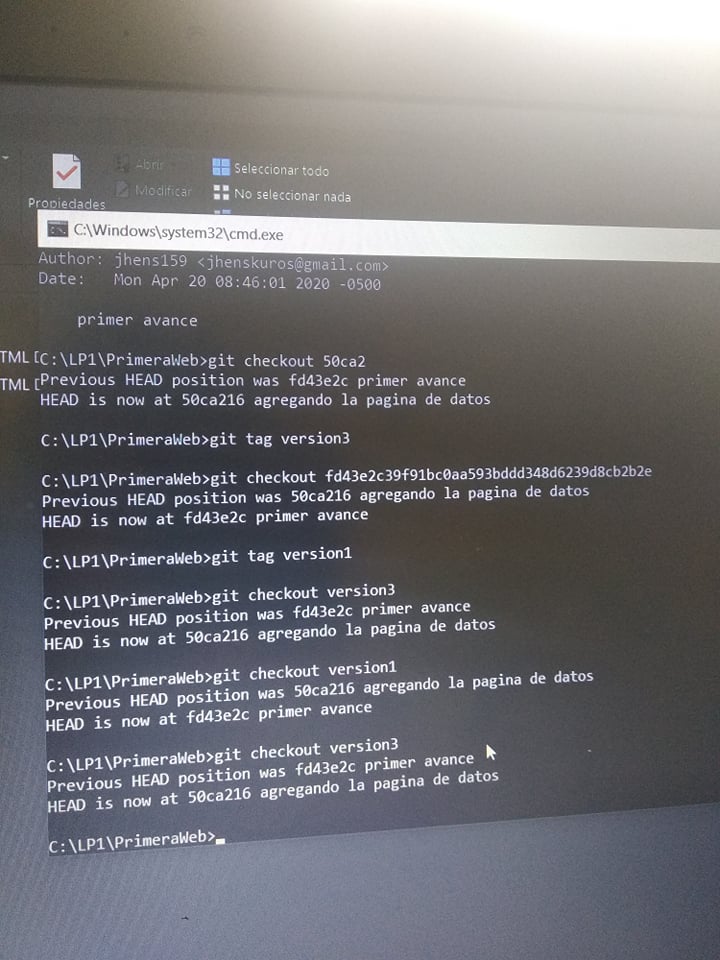 Abrir
Seleccionar todo
Modificar
No seleccionar nada
Propiedades
C:\Windows\system32\cmd.exe
Author: jhens159 <jhenskuros@gmail.com>
Date:   Mon Apr 20 08:46:01 2020 -0500
primer avance
TML [
C:\LP1\PrimeraWeb>git checkout 50ca2
TML [
Previous HEAD position was fd43e2c primer avance
HEAD is now at 50ca216 agregando la pagina de datos
C:\LP1\PrimeraWeb>git tag version3
C:\LP1\PrimeraWeb>git checkout fd43e2c39f91bc0aa593bddd348d6239d8cb2b2e
Previous HEAD position was 50ca216 agregando la pagina de datos
HEAD is now at fd43e2c primer avance
C:\LP1\PrimeraWeb>git tag version1
C:\LP1\PrimeraWeb>git checkout version3
Previous HEAD position was fd43e2c primer avance
HEAD is now at 50ca216 agregando la pagina de datos
C:\LP1\PrimeraWeb>git checkout version1
Previous HEAD position was 50ca216 agregando la pagina de datos
HEAD is now at fd43e2c primer avance
C:\LP1\PrimeraWeb>git checkout version3
Previous HEAD position was fd43e2c primer avance
HEAD is now at 50ca216 agregando la pagina de datos
C:\LP1\PrimeraWeb>